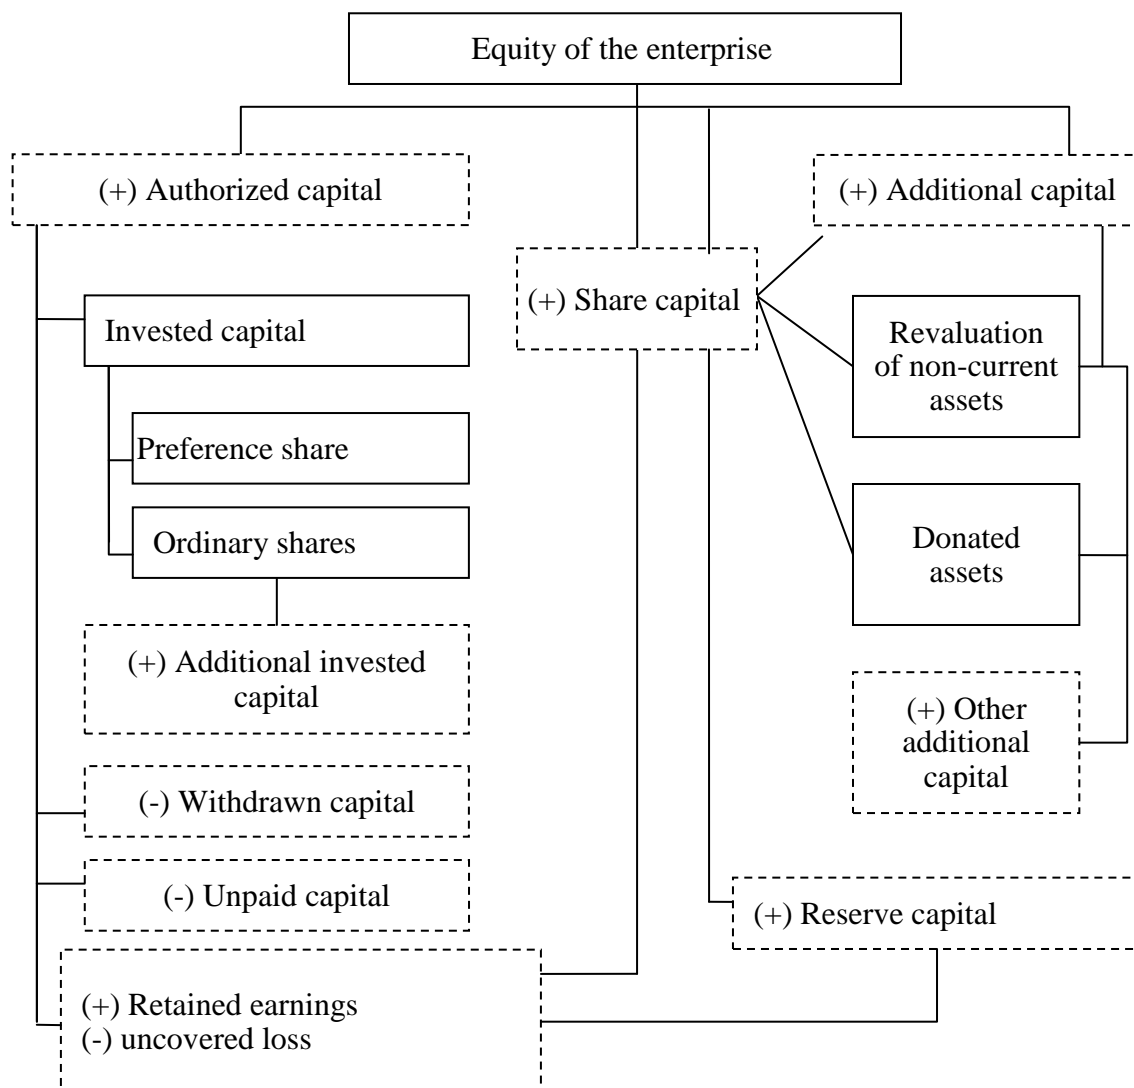 Equity of the enterprise
(+) Authorized capital
(+) Additional capital
(+) Share capital
Invested capital
Revaluation
of non-current
assets
Preference share
Ordinary shares
Donated
assets
(+) Additional invested
capital
(+) Other
additional
capital
(-) Withdrawn capital
(-) Unpaid capital
(+) Reserve capital
(+) Retained earnings
(-) uncovered loss